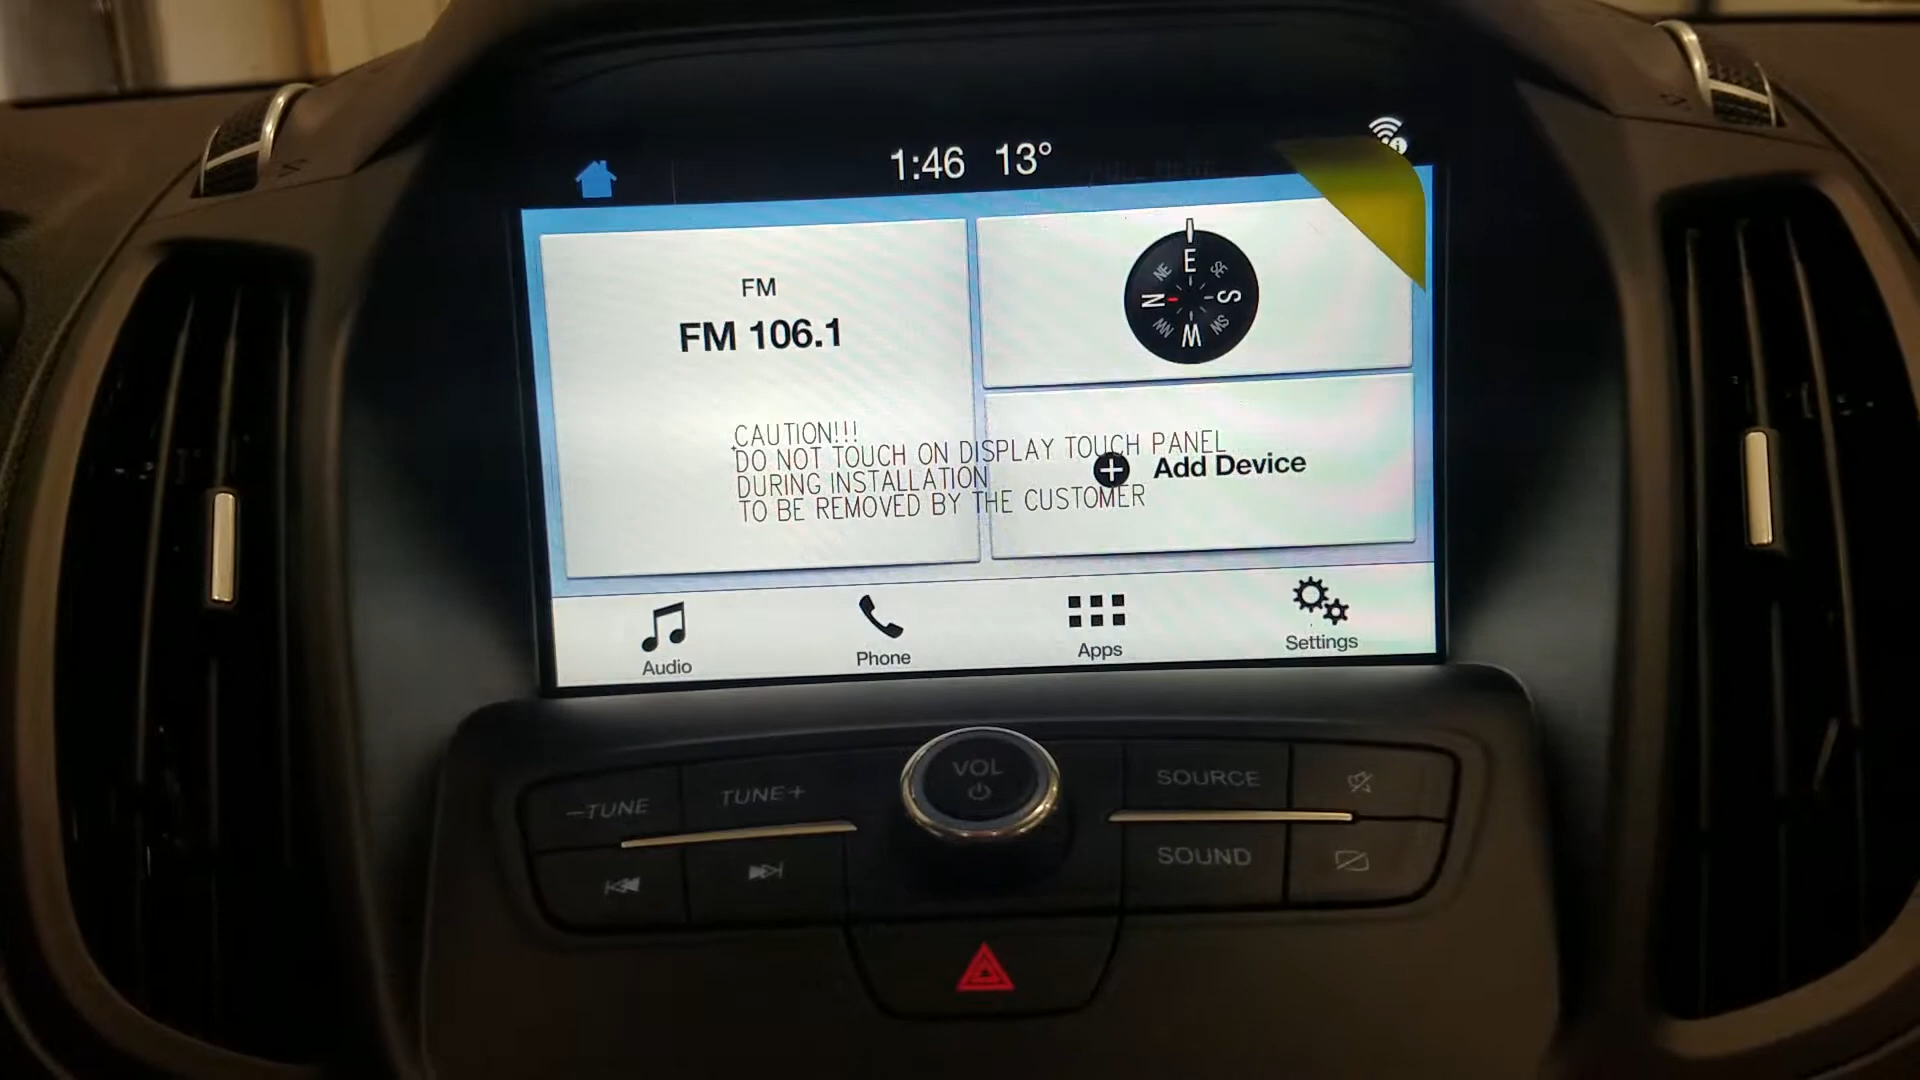 1:46 13°
FM
FM 106.1
E
NE
SE
N
S
NW
SW
W
CAUTION!!!
DO NOT TOUCH ON DISPLAY TOUCH PANEL
DURING INSTALLATION
TO BE REMOVED BY THE CUSTOMER
Add Device
Audio
Phone
Apps
Settings
–TUNE
TUNE+
VOL
SOURCE
SOUND